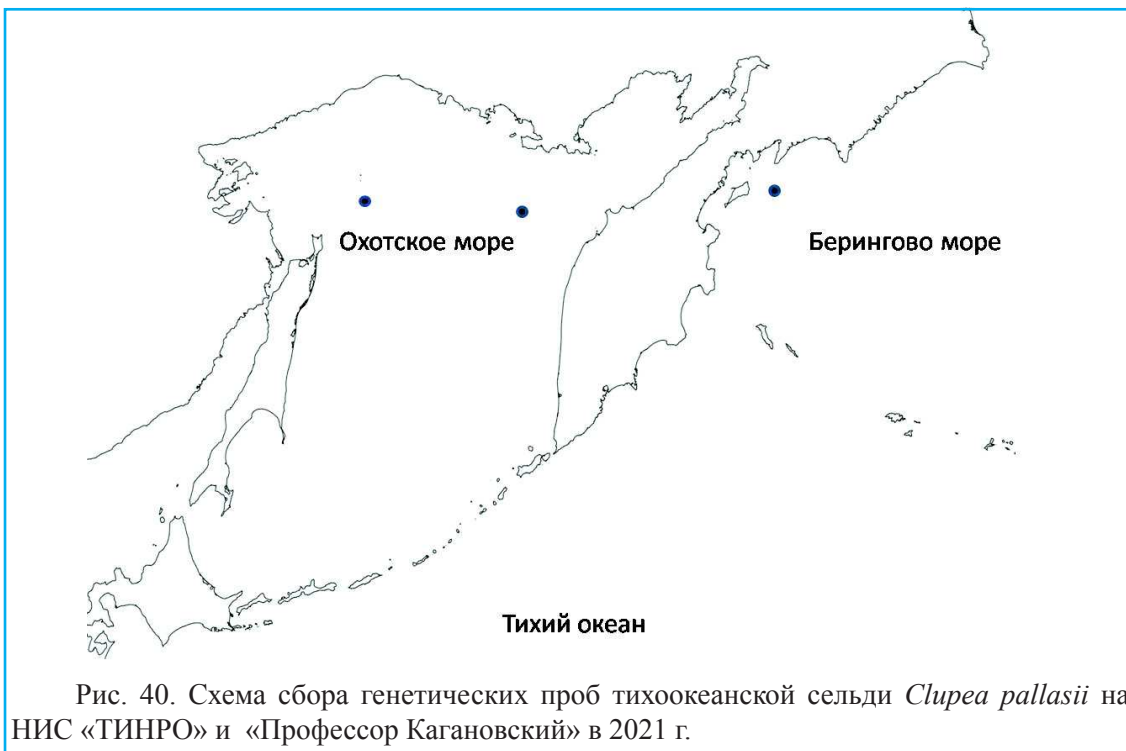 Охотское море
Берингово море
Тихий океан
Рис. 40. Схема сбора генетических проб тихоокеанской сельди Clupea pallasii на
НИС «ТИНРО» и «Профессор Кагановский» в 2021 г.